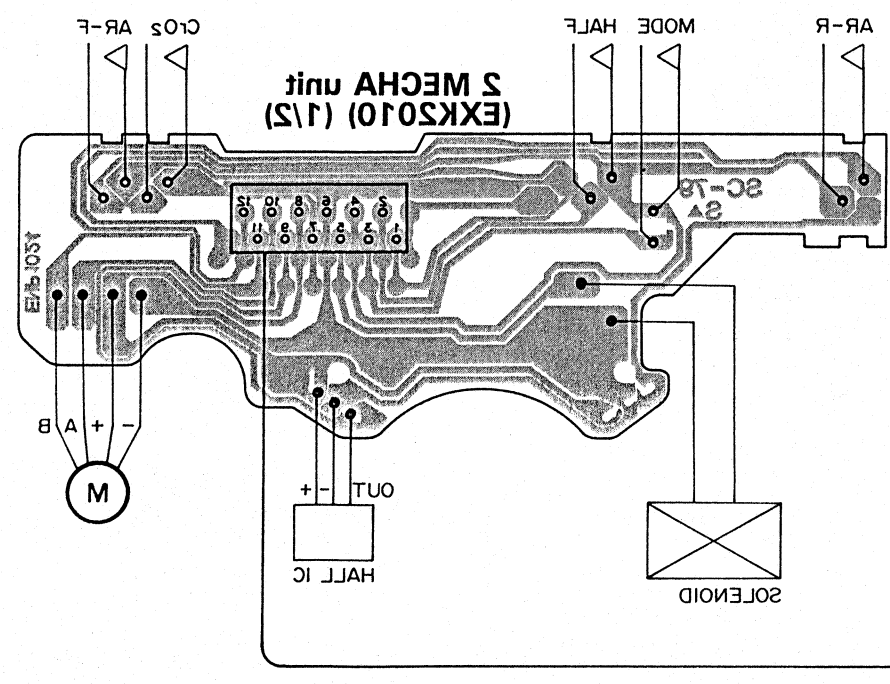 AR-F
CrO2
HALF
MODE
AR-R
2 MECHA unit
(EXK2010) (1/2)
SC-79
S
12 10 8 6 4 2
11 9 7 5 3 1
B A + -
M
+ - OUT
HALL IC
SOLENOID